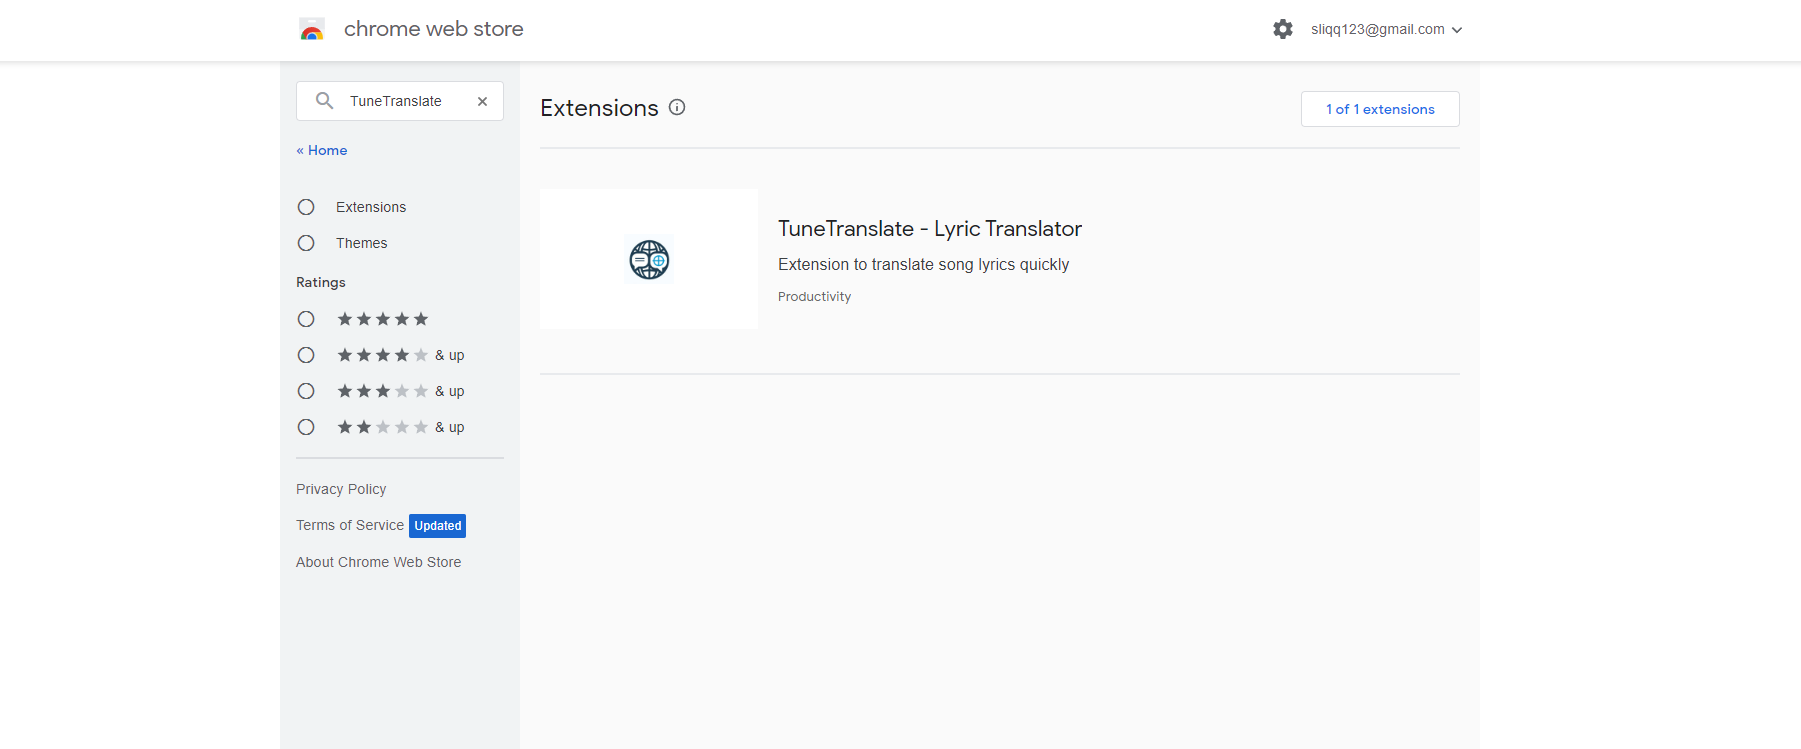 chrome web store
sliqq123@gmail.com
TuneTranslate
« Home
Extensions
Themes
Ratings
& up
& up
& up
Privacy Policy
Terms of Service Updated
About Chrome Web Store
Extensions
1 of 1 extensions
TuneTranslate - Lyric Translator
Extension to translate song lyrics quickly
Productivity